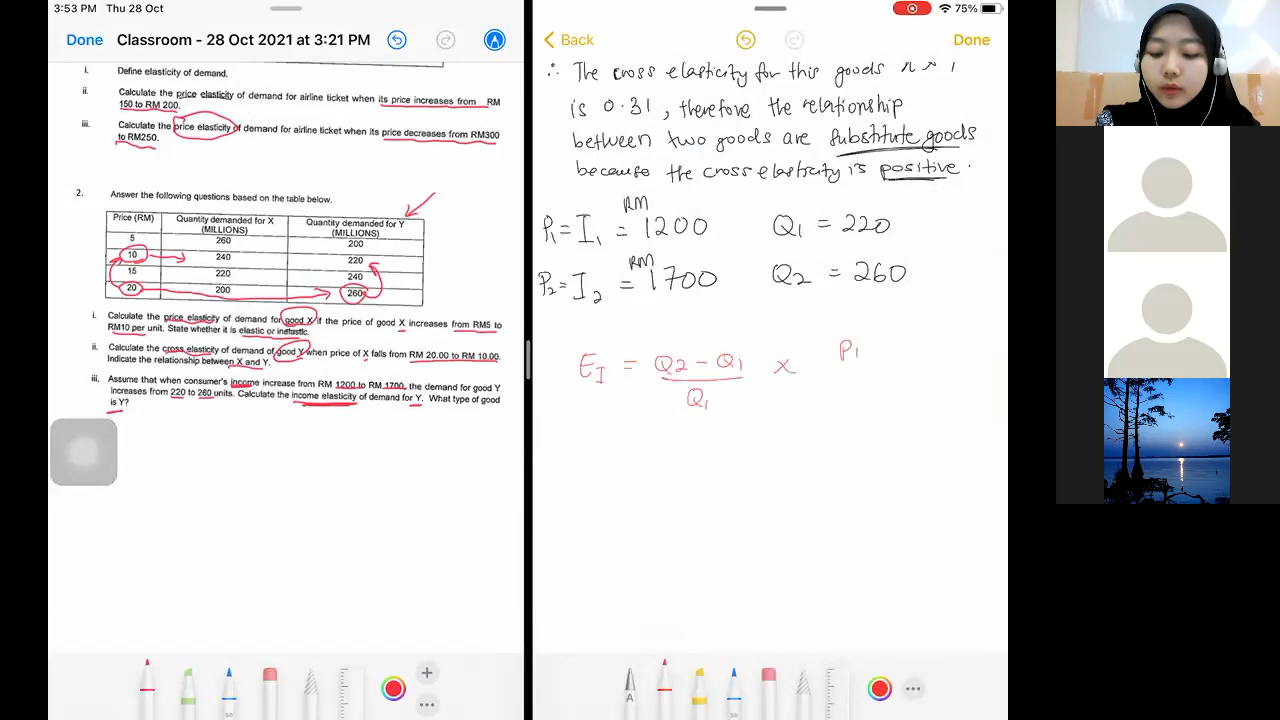 3:53 PM Thu 28 Oct
75%
Done Classroom - 28 Oct 2021 at 3:21 PM
Back Done
i. Define elasticity of demand.
ii. Calculate the price elasticity of demand for airline ticket when its price increases from RM
150 to RM 200.
iii. Calculate the price elasticity of demand for airline ticket when its price decreases from RM300
to RM250.
2. Answer the following questions based on the table below.
Price (RM) Quantity demanded for X (MILLIONS) Quantity demanded for Y (MILLIONS)
5 260 200
10 240 220
15 220 240
20 200 260
i. Calculate the price elasticity of demand for good X if the price of good X increases from RM5 to
RM10 per unit. State whether it is elastic or inelastic.
ii. Calculate the cross elasticity of demand of good Y when price of X falls from RM 20.00 to RM 10.00.
Indicate the relationship between X and Y.
iii. Assume that when consumer's income increase from RM 1200 to RM 1700, the demand for good Y
increases from 220 to 260 units. Calculate the income elasticity of demand for Y. What type of good
is Y?
∴ The cross elasticity for this goods
is 0.31, therefore the relationship
between two goods are substitute goods
because the cross elasticity is positive.
P1 = I1 = RM 1200 Q1 = 220
P2 = I2 = RM 1700 Q2 = 260
EI = Q2 - Q1 x P1
Q1
A
50